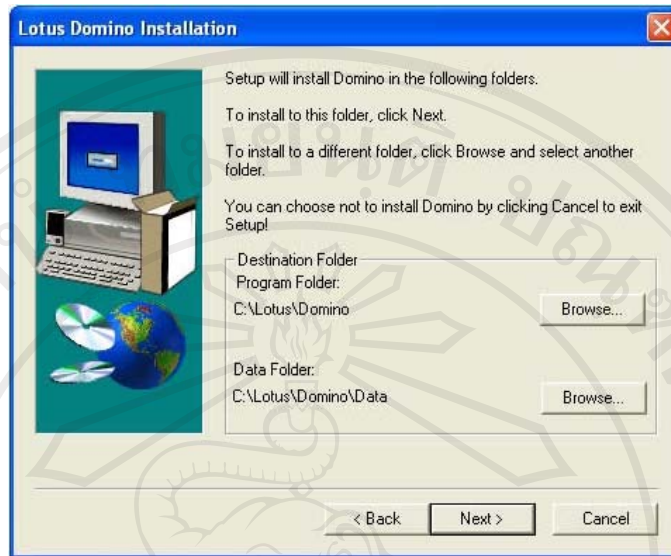 Lotus Domino Installation
Setup will install Domino in the following folders.
To install to this folder, click Next.
To install to a different folder, click Browse and select another
folder.
You can choose not to install Domino by clicking Cancel to exit
Setup!
Destination Folder
Program Folder:
C:\Lotus\Domino
Browse...
Data Folder:
C:\Lotus\Domino\Data
Browse...
< Back
Next >
Cancel